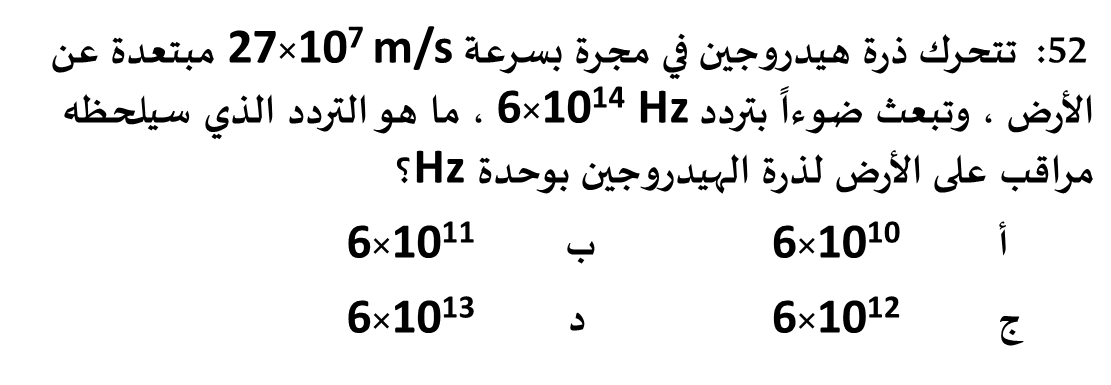 52: تتحرك ذرة هيدروجين في مجرة بسرعة 27×10⁷ m/s مبتعدة عن
الأرض ، وتبعث ضوءاً بتردد 6×10¹⁴ Hz ، ما هو التردد الذي سيلحظه
مراقب على الأرض لذرة الهيدروجين بوحدة Hz؟
أ 6×10¹⁰ ب 6×10¹¹
ج 6×10¹² د 6×10¹³